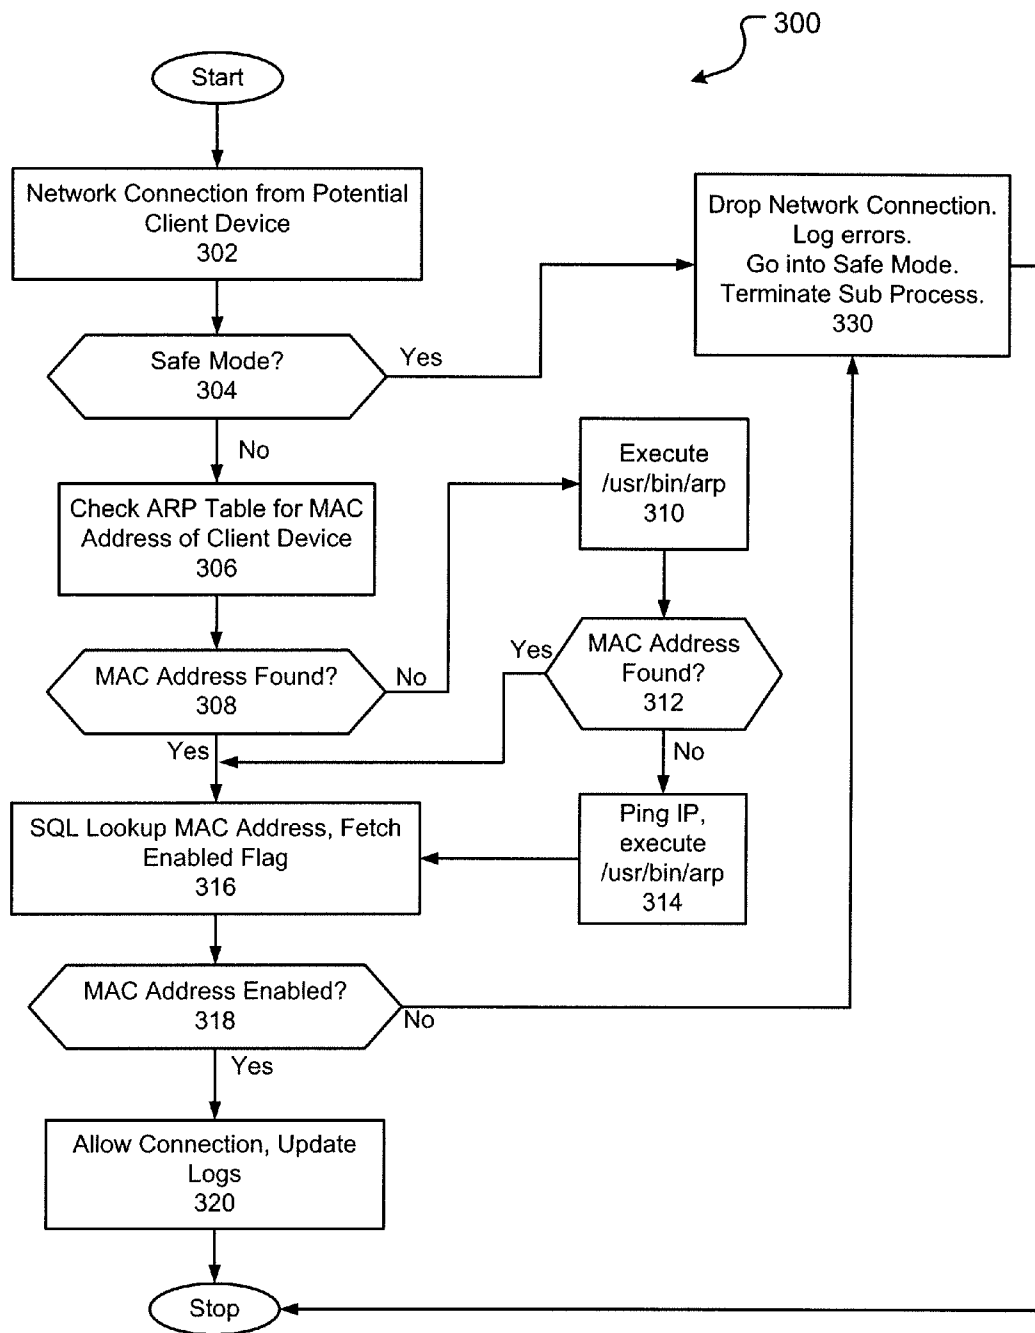 300
Start
Network Connection from Potential
Client Device
302
Drop Network Connection.
Log errors.
Go into Safe Mode.
Terminate Sub Process.
330
Safe Mode?
304
Yes
No
Execute
/usr/bin/arp
310
Check ARP Table for MAC
Address of Client Device
306
MAC Address Found?
308
No
Yes
Yes
MAC Address
Found?
312
No
Ping IP,
execute
/usr/bin/arp
314
SQL Lookup MAC Address, Fetch
Enabled Flag
316
MAC Address Enabled?
318
No
Yes
Allow Connection, Update
Logs
320
Stop